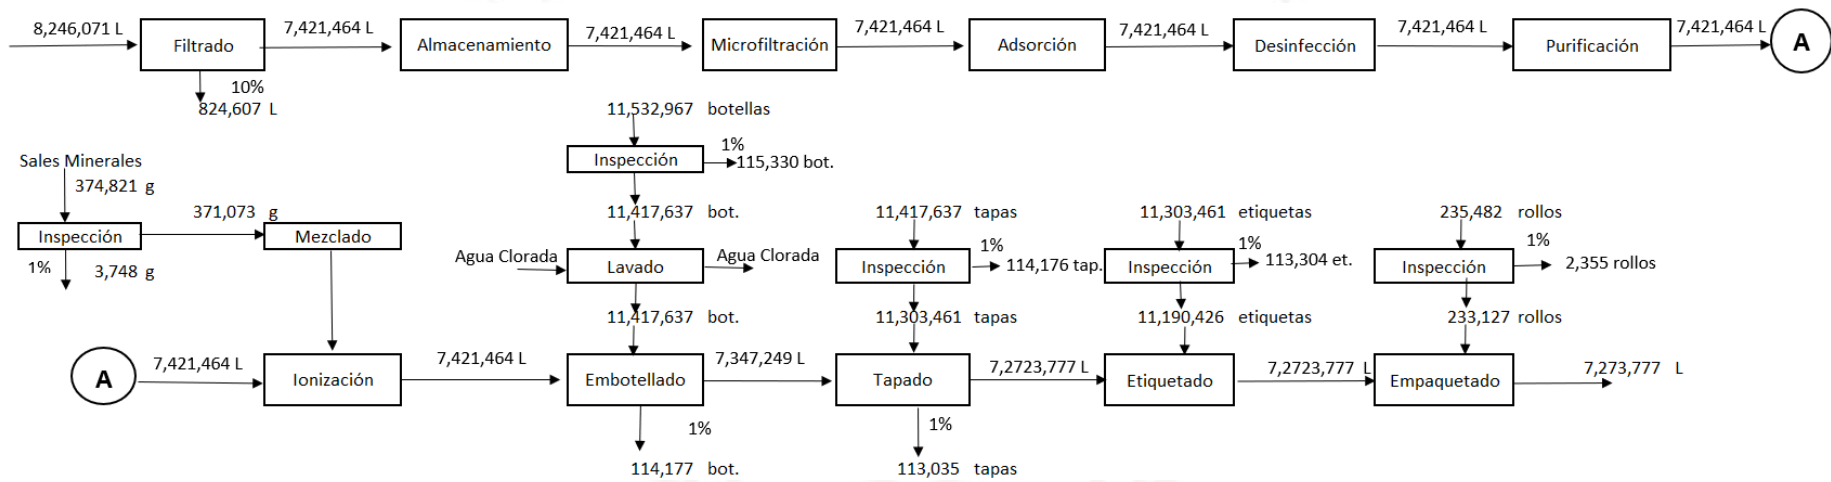 8,246,071 L
Filtrado
7,421,464 L
Almacenamiento
7,421,464 L
Microfiltración
7,421,464 L
Adsorción
7,421,464 L
Desinfección
7,421,464 L
Purificación
7,421,464 L
A
10%
824,607 L
11,532,967 botellas
Inspección
1%
115,330 bot.
Sales Minerales
374,821 g
371,073 g
Inspección
Mezclado
1%
3,748 g
11,417,637 bot.
11,417,637 tapas
11,303,461 etiquetas
235,482 rollos
Agua Clorada
Lavado
Agua Clorada
Inspección
1%
114,176 tap.
Inspección
1%
113,304 et.
Inspección
1%
2,355 rollos
11,417,637 bot.
11,303,461 tapas
11,190,426 etiquetas
233,127 rollos
A
7,421,464 L
Ionización
7,421,464 L
Embotellado
7,347,249 L
Tapado
7,2723,777 L
Etiquetado
7,2723,777 L
Empaquetado
7,273,777 L
1%
114,177 bot.
1%
113,035 tapas